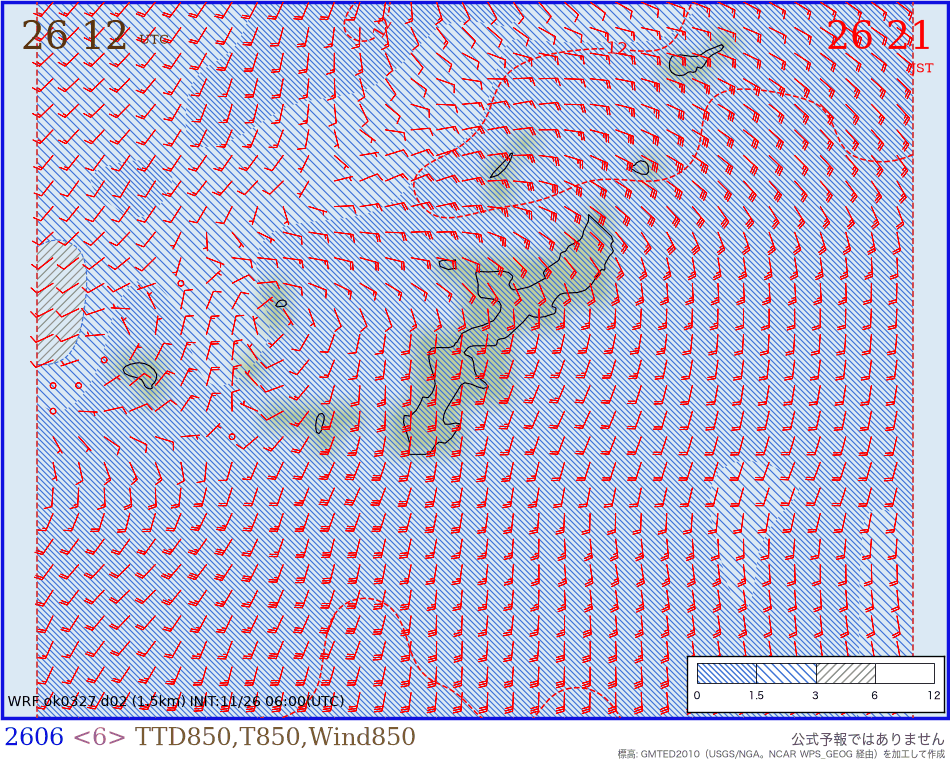 26 12 UTC
26 21
JST
12
WRF ok0327/d02 (1.5km) INIT:11/26 06:00(UTC)
0 1.5 3 6 12
2606 <6> TTD850,T850,Wind850
公式予報ではありません
標高: GMTED2010（USGS/NGA。NCAR WPS_GEOG 経由）を加工して作成